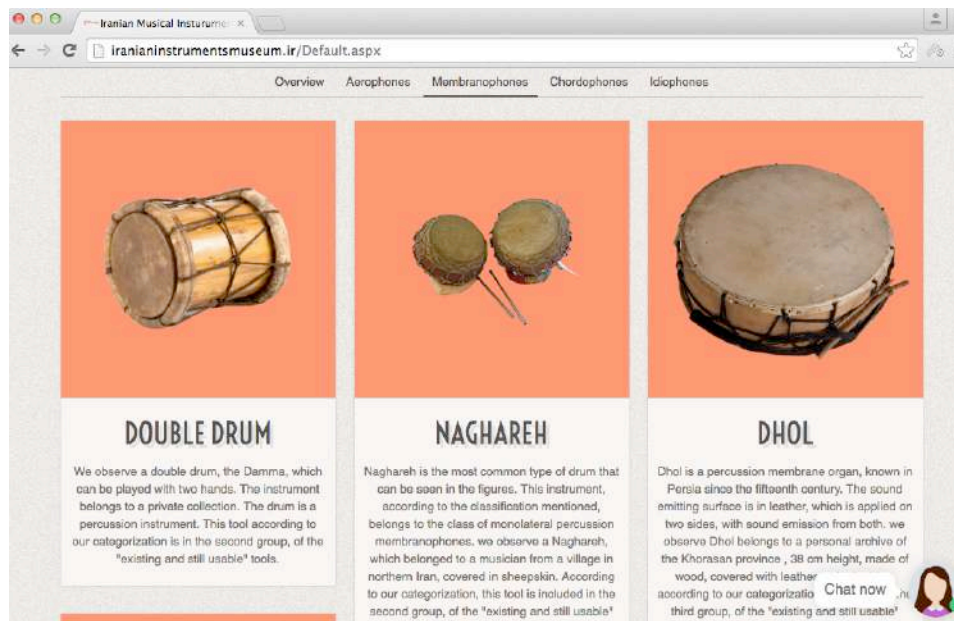 Iranian Musical Insturumen
iranianinstrumentsmuseum.ir/Default.aspx
Overview Aerophones Membranophones Chordophones Idiophones
DOUBLE DRUM
We observe a double drum, the Damma, which
can be played with two hands. The instrument
belongs to a private collection. The drum is a
percussion instrument. This tool according to
our categorization is in the second group, of the
"existing and still usable" tools.
NAGHAREH
Naghareh is the most common type of drum that
can be seen in the figures. This instrument,
according to the classification mentioned,
belongs to the class of monolateral percussion
membranophones. we observe a Naghareh,
which belonged to a musician from a village in
northern Iran, covered in sheepskin. According
to our categorization, this tool is included in the
second group, of the "existing and still usable"
DHOL
Dhol is a percussion membrane organ, known in
Persia since the fifteenth century. The sound
emitting surface is in leather, which is applied on
two sides, with sound emission from both. we
observe Dhol belongs to a personal archive of
the Khorasan province , 38 cm height, made of
wood, covered with leather
according to our categorization
third group, of the "existing and still usable"
Chat now